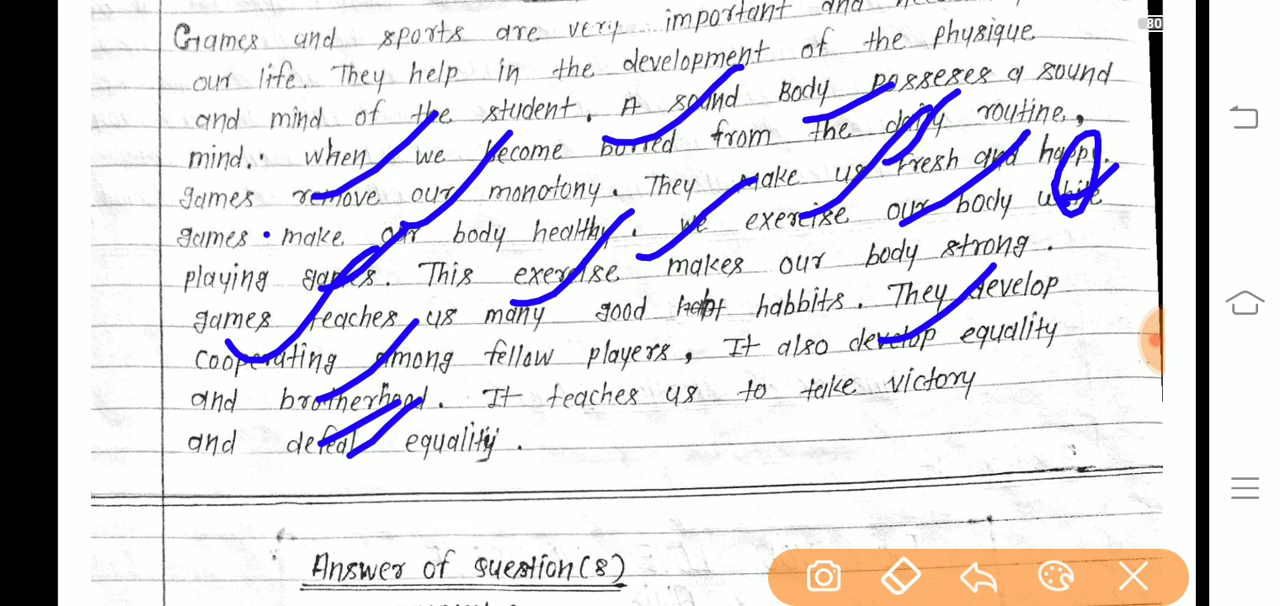 Games and sports are very important and
our life. They help in the development of the physique
and mind of the student. A sound Body posseses a sound
mind. when we become borred from the daily routine,
games remove our monotony. They make us fresh and happy.
games make our body healthy. we exercise our body while
playing games. This exercise makes our body strong.
games teaches us many good habbits. They develop
Cooperating among fellow players, It also develop equality
and brotherhood. It teaches us to take victory
and defeat equality.
Answer of question (8)
80